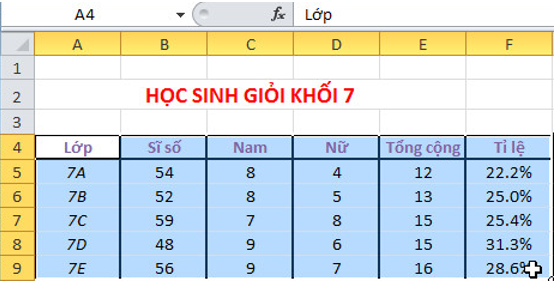 A4 fx Lớp
A B C D E F
1
2 HỌC SINH GIỎI KHỐI 7
3
4 Lớp Sĩ số Nam Nữ Tổng cộng Tỉ lệ
5 7A 54 8 4 12 22.2%
6 7B 52 8 5 13 25.0%
7 7C 59 7 8 15 25.4%
8 7D 48 9 6 15 31.3%
9 7E 56 9 7 16 28.6%